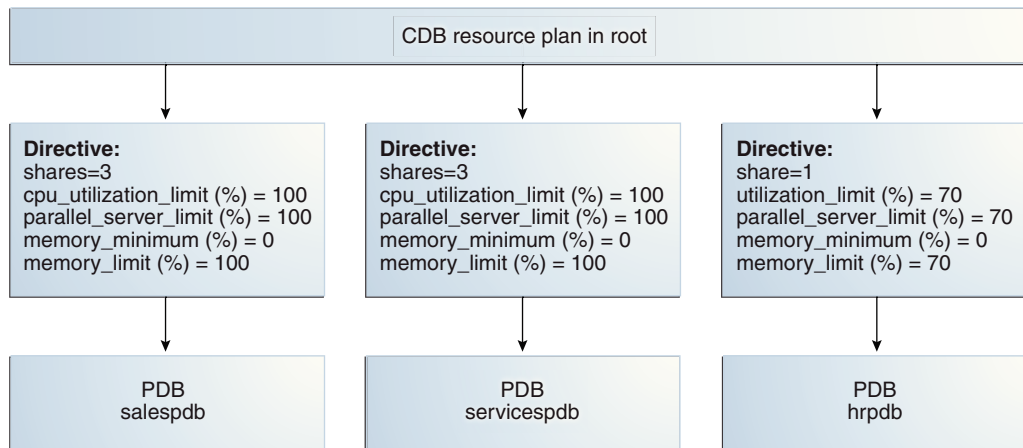 CDB resource plan in root
Directive:
shares=3
cpu_utilization_limit (%) = 100
parallel_server_limit (%) = 100
memory_minimum (%) = 0
memory_limit (%) = 100
Directive:
shares=3
cpu_utilization_limit (%) = 100
parallel_server_limit (%) = 100
memory_minimum (%) = 0
memory_limit (%) = 100
Directive:
share=1
utilization_limit (%) = 70
parallel_server_limit (%) = 70
memory_minimum (%) = 0
memory_limit (%) = 70
PDB
salespdb
PDB
servicespdb
PDB
hrpdb